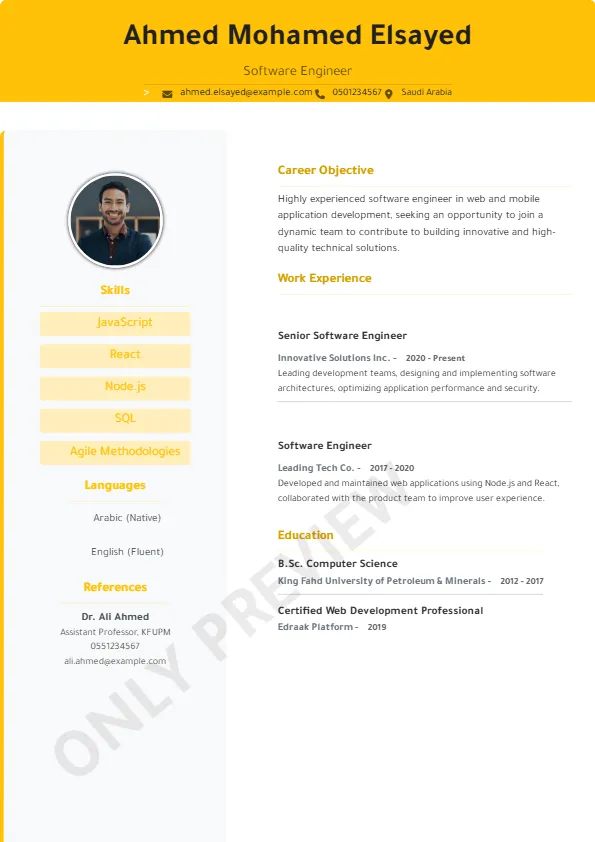 Ahmed Mohamed Elsayed
Software Engineer
> ahmed.elsayed@example.com 0501234567 Saudi Arabia
Skills
JavaScript
React
Node.js
SQL
Agile Methodologies
Languages
Arabic (Native)
English (Fluent)
References
Dr. Ali Ahmed
Assistant Professor, KFUPM
0551234567
ali.ahmed@example.com
Career Objective
Highly experienced software engineer in web and mobile
application development, seeking an opportunity to join a
dynamic team to contribute to building innovative and high-
quality technical solutions.
Work Experience
Senior Software Engineer
Innovative Solutions Inc. - 2020 - Present
Leading development teams, designing and implementing software
architectures, optimizing application performance and security.
Software Engineer
Leading Tech Co. - 2017 - 2020
Developed and maintained web applications using Node.js and React,
collaborated with the product team to improve user experience.
Education
B.Sc. Computer Science
King Fahd University of Petroleum & Minerals - 2012 - 2017
Certified Web Development Professional
Edraak Platform - 2019
ONLY PREVIEW